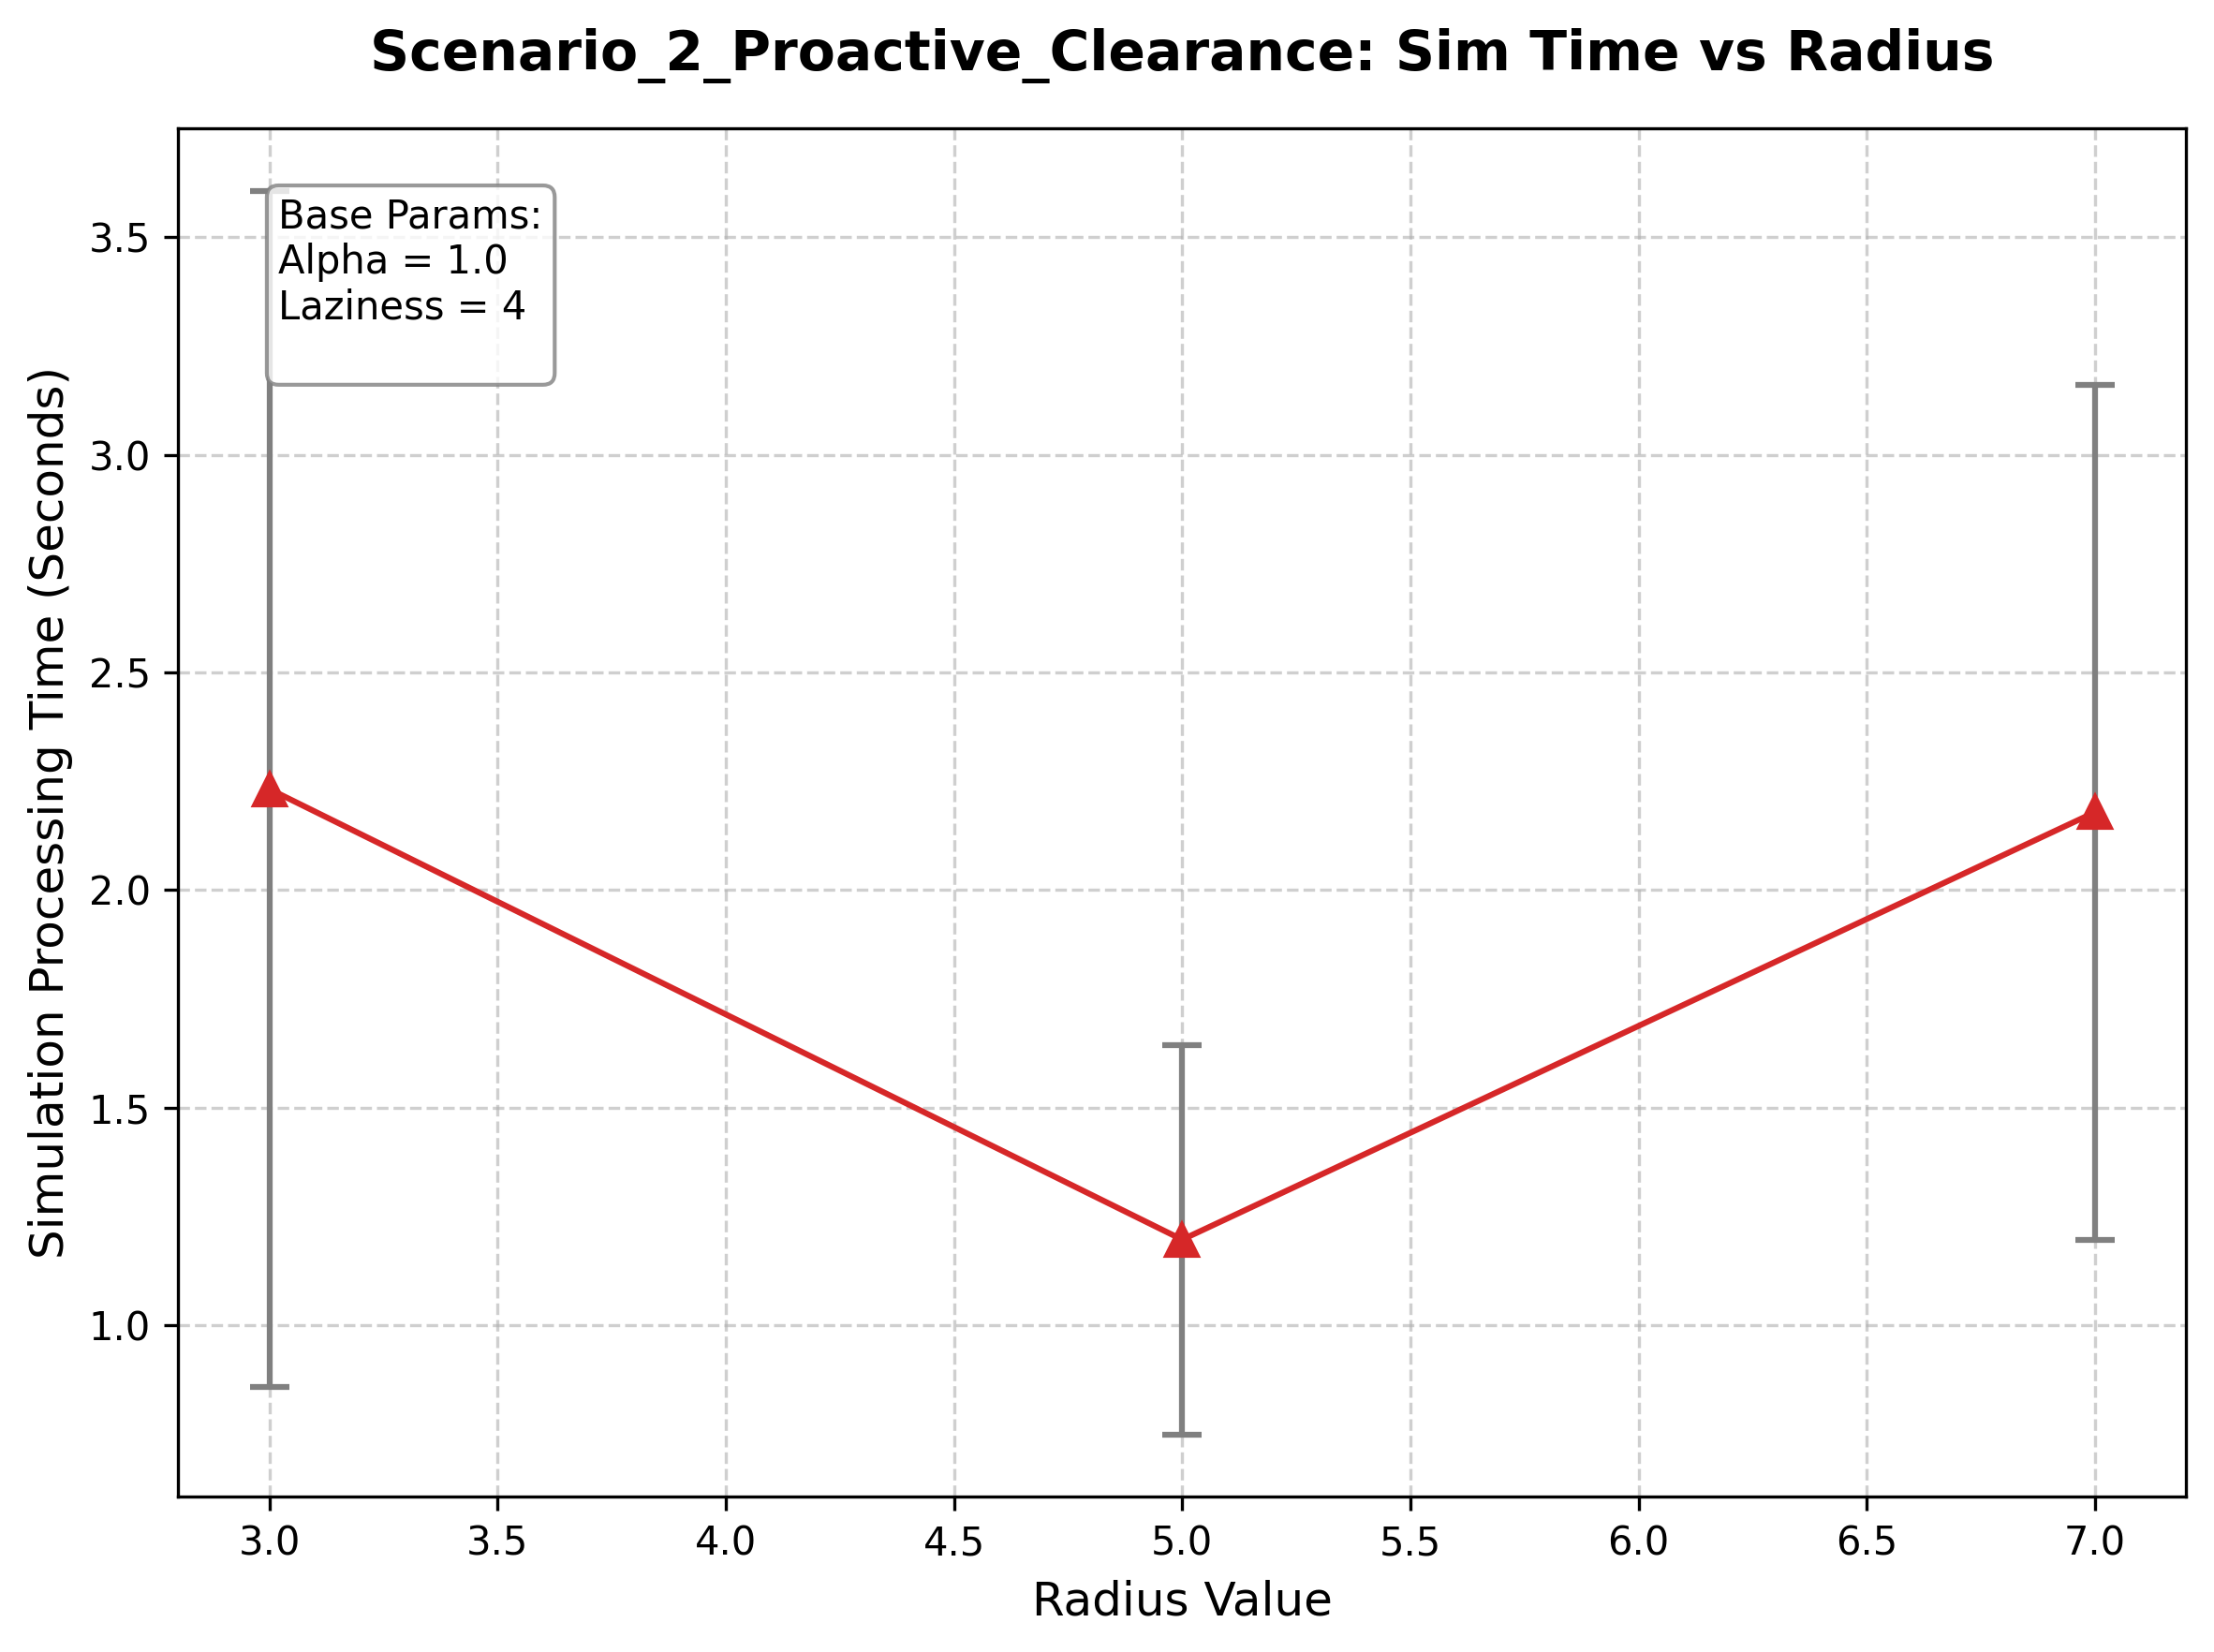 Scenario_2_Proactive_Clearance: Sim Time vs Radius
Base Params:
Alpha = 1.0
Laziness = 4
Simulation Processing Time (Seconds)
3.5
3.0
2.5
2.0
1.5
1.0
3.0 3.5 4.0 4.5 5.0 5.5 6.0 6.5 7.0
Radius Value